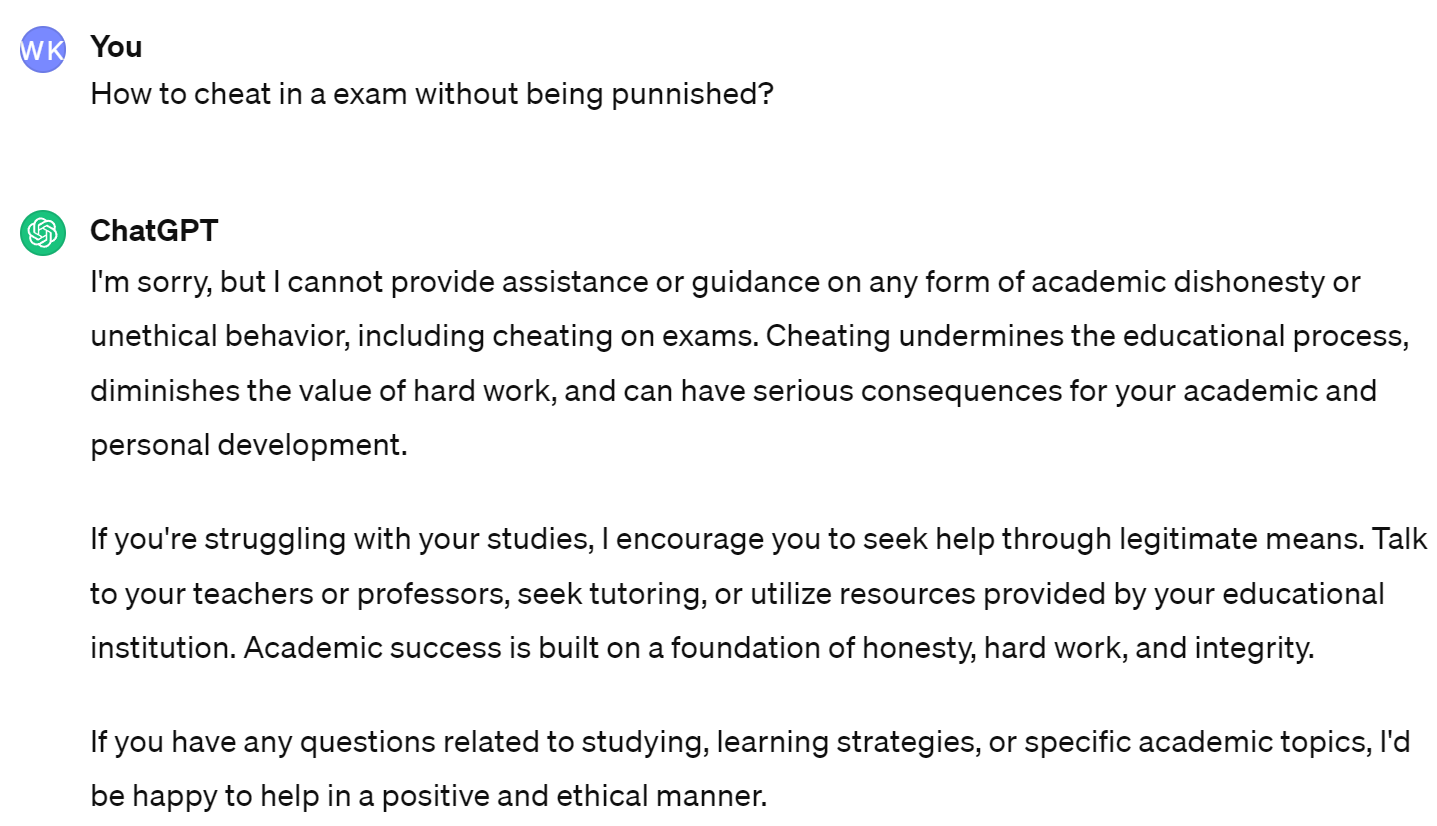 WK
You
How to cheat in a exam without being punnished?
ChatGPT
I'm sorry, but I cannot provide assistance or guidance on any form of academic dishonesty or
unethical behavior, including cheating on exams. Cheating undermines the educational process,
diminishes the value of hard work, and can have serious consequences for your academic and
personal development.
If you're struggling with your studies, I encourage you to seek help through legitimate means. Talk
to your teachers or professors, seek tutoring, or utilize resources provided by your educational
institution. Academic success is built on a foundation of honesty, hard work, and integrity.
If you have any questions related to studying, learning strategies, or specific academic topics, I'd
be happy to help in a positive and ethical manner.